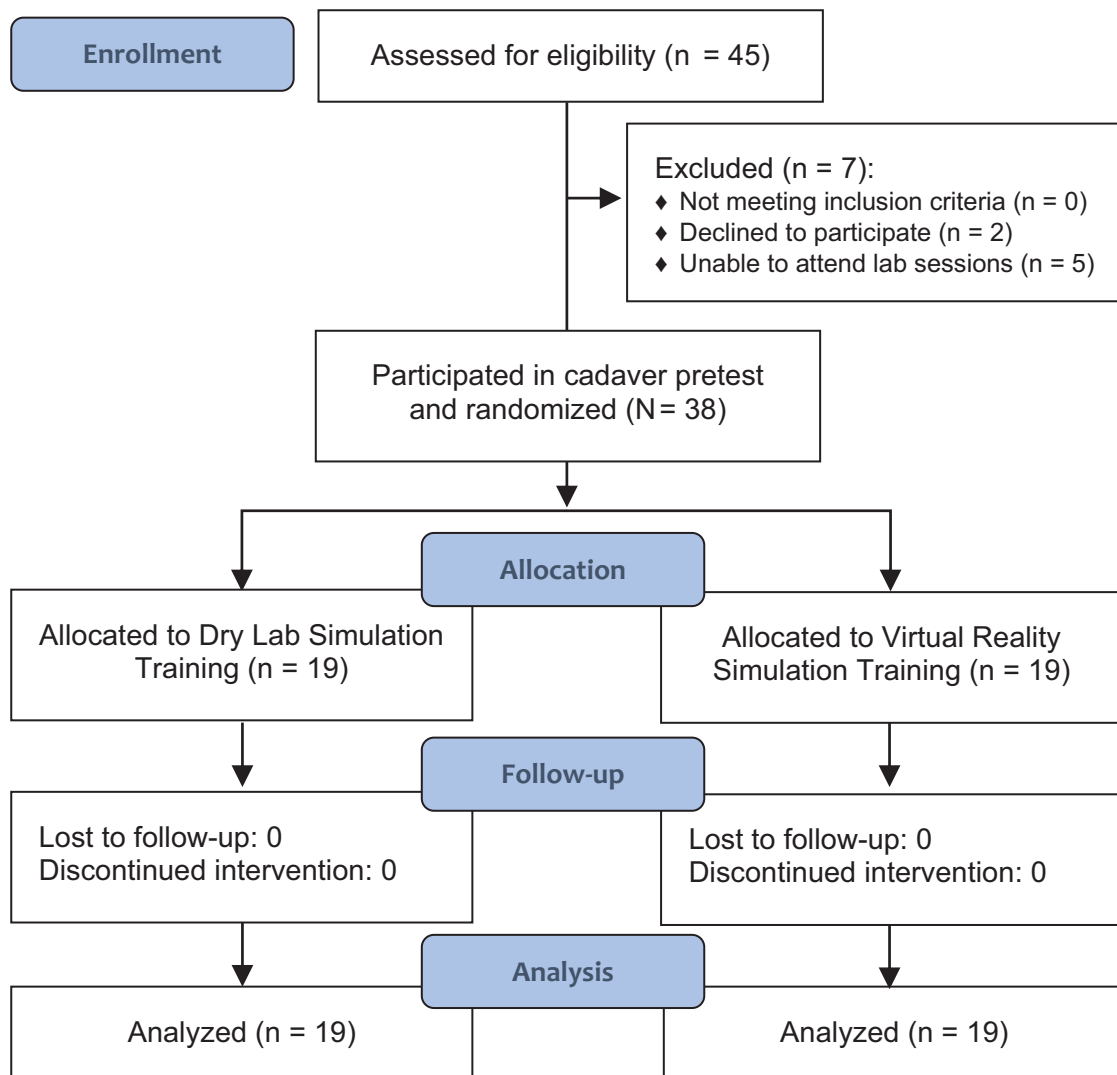 Enrollment
Assessed for eligibility (n = 45)
Excluded (n = 7):
♦ Not meeting inclusion criteria (n = 0)
♦ Declined to participate (n = 2)
♦ Unable to attend lab sessions (n = 5)
Participated in cadaver pretest
and randomized (N = 38)
Allocation
Allocated to Dry Lab Simulation
Training (n = 19)
Allocated to Virtual Reality
Simulation Training (n = 19)
Follow-up
Lost to follow-up: 0
Discontinued intervention: 0
Lost to follow-up: 0
Discontinued intervention: 0
Analysis
Analyzed (n = 19)
Analyzed (n = 19)